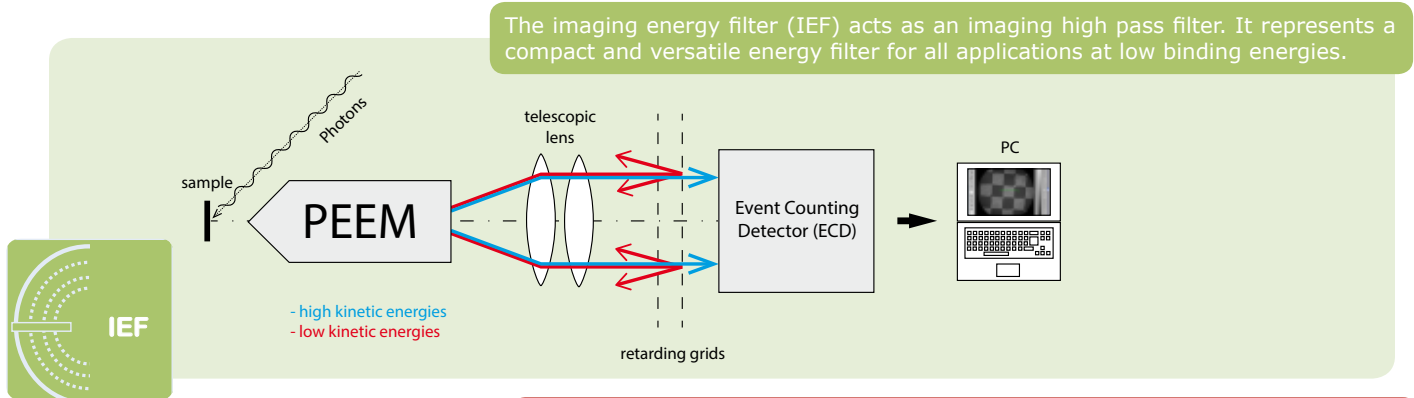 The imaging energy filter (IEF) acts as an imaging high pass filter. It represents a
compact and versatile energy filter for all applications at low binding energies.
Photons
telescopic
lens
sample
PC
PEEM
Event Counting
Detector (ECD)
IEF
- high kinetic energies
- low kinetic energies
retarding grids